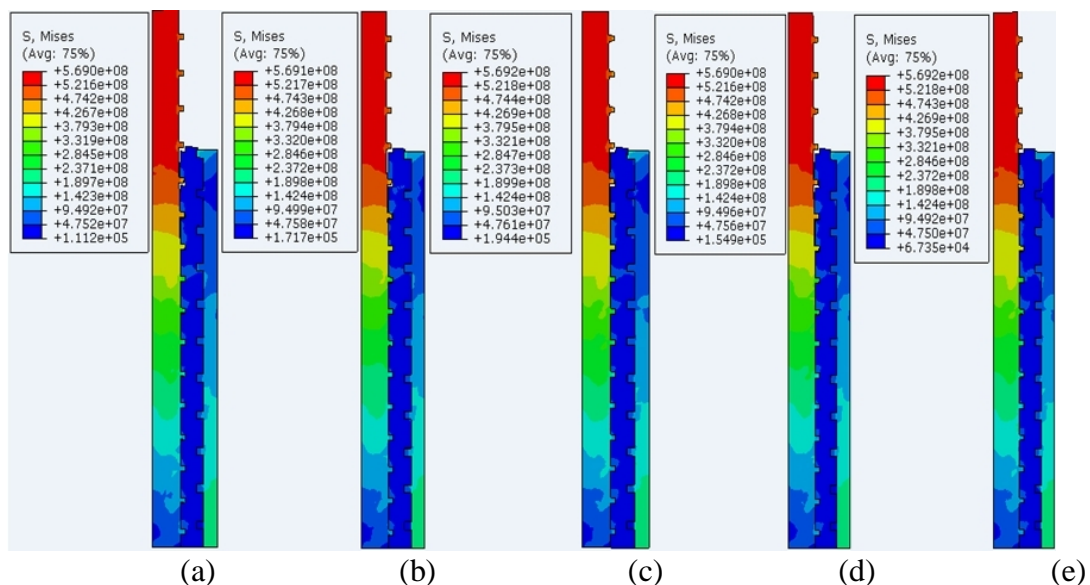 S, Mises
(Avg: 75%)
+5.690e+08
+5.216e+08
+4.742e+08
+4.267e+08
+3.793e+08
+3.319e+08
+2.845e+08
+2.371e+08
+1.897e+08
+1.423e+08
+9.492e+07
+4.752e+07
+1.112e+05
S, Mises
(Avg: 75%)
+5.691e+08
+5.217e+08
+4.743e+08
+4.268e+08
+3.794e+08
+3.320e+08
+2.846e+08
+2.372e+08
+1.898e+08
+1.424e+08
+9.499e+07
+4.758e+07
+1.717e+05
S, Mises
(Avg: 75%)
+5.692e+08
+5.218e+08
+4.744e+08
+4.269e+08
+3.795e+08
+3.321e+08
+2.847e+08
+2.373e+08
+1.899e+08
+1.424e+08
+9.503e+07
+4.761e+07
+1.944e+05
S, Mises
(Avg: 75%)
+5.690e+08
+5.216e+08
+4.742e+08
+4.268e+08
+3.794e+08
+3.320e+08
+2.846e+08
+2.372e+08
+1.898e+08
+1.424e+08
+9.496e+07
+4.756e+07
+1.549e+05
S, Mises
(Avg: 75%)
+5.692e+08
+5.218e+08
+4.743e+08
+4.269e+08
+3.795e+08
+3.321e+08
+2.846e+08
+2.372e+08
+1.898e+08
+1.424e+08
+9.492e+07
+4.750e+07
+6.735e+04
(a) (b) (c) (d) (e)